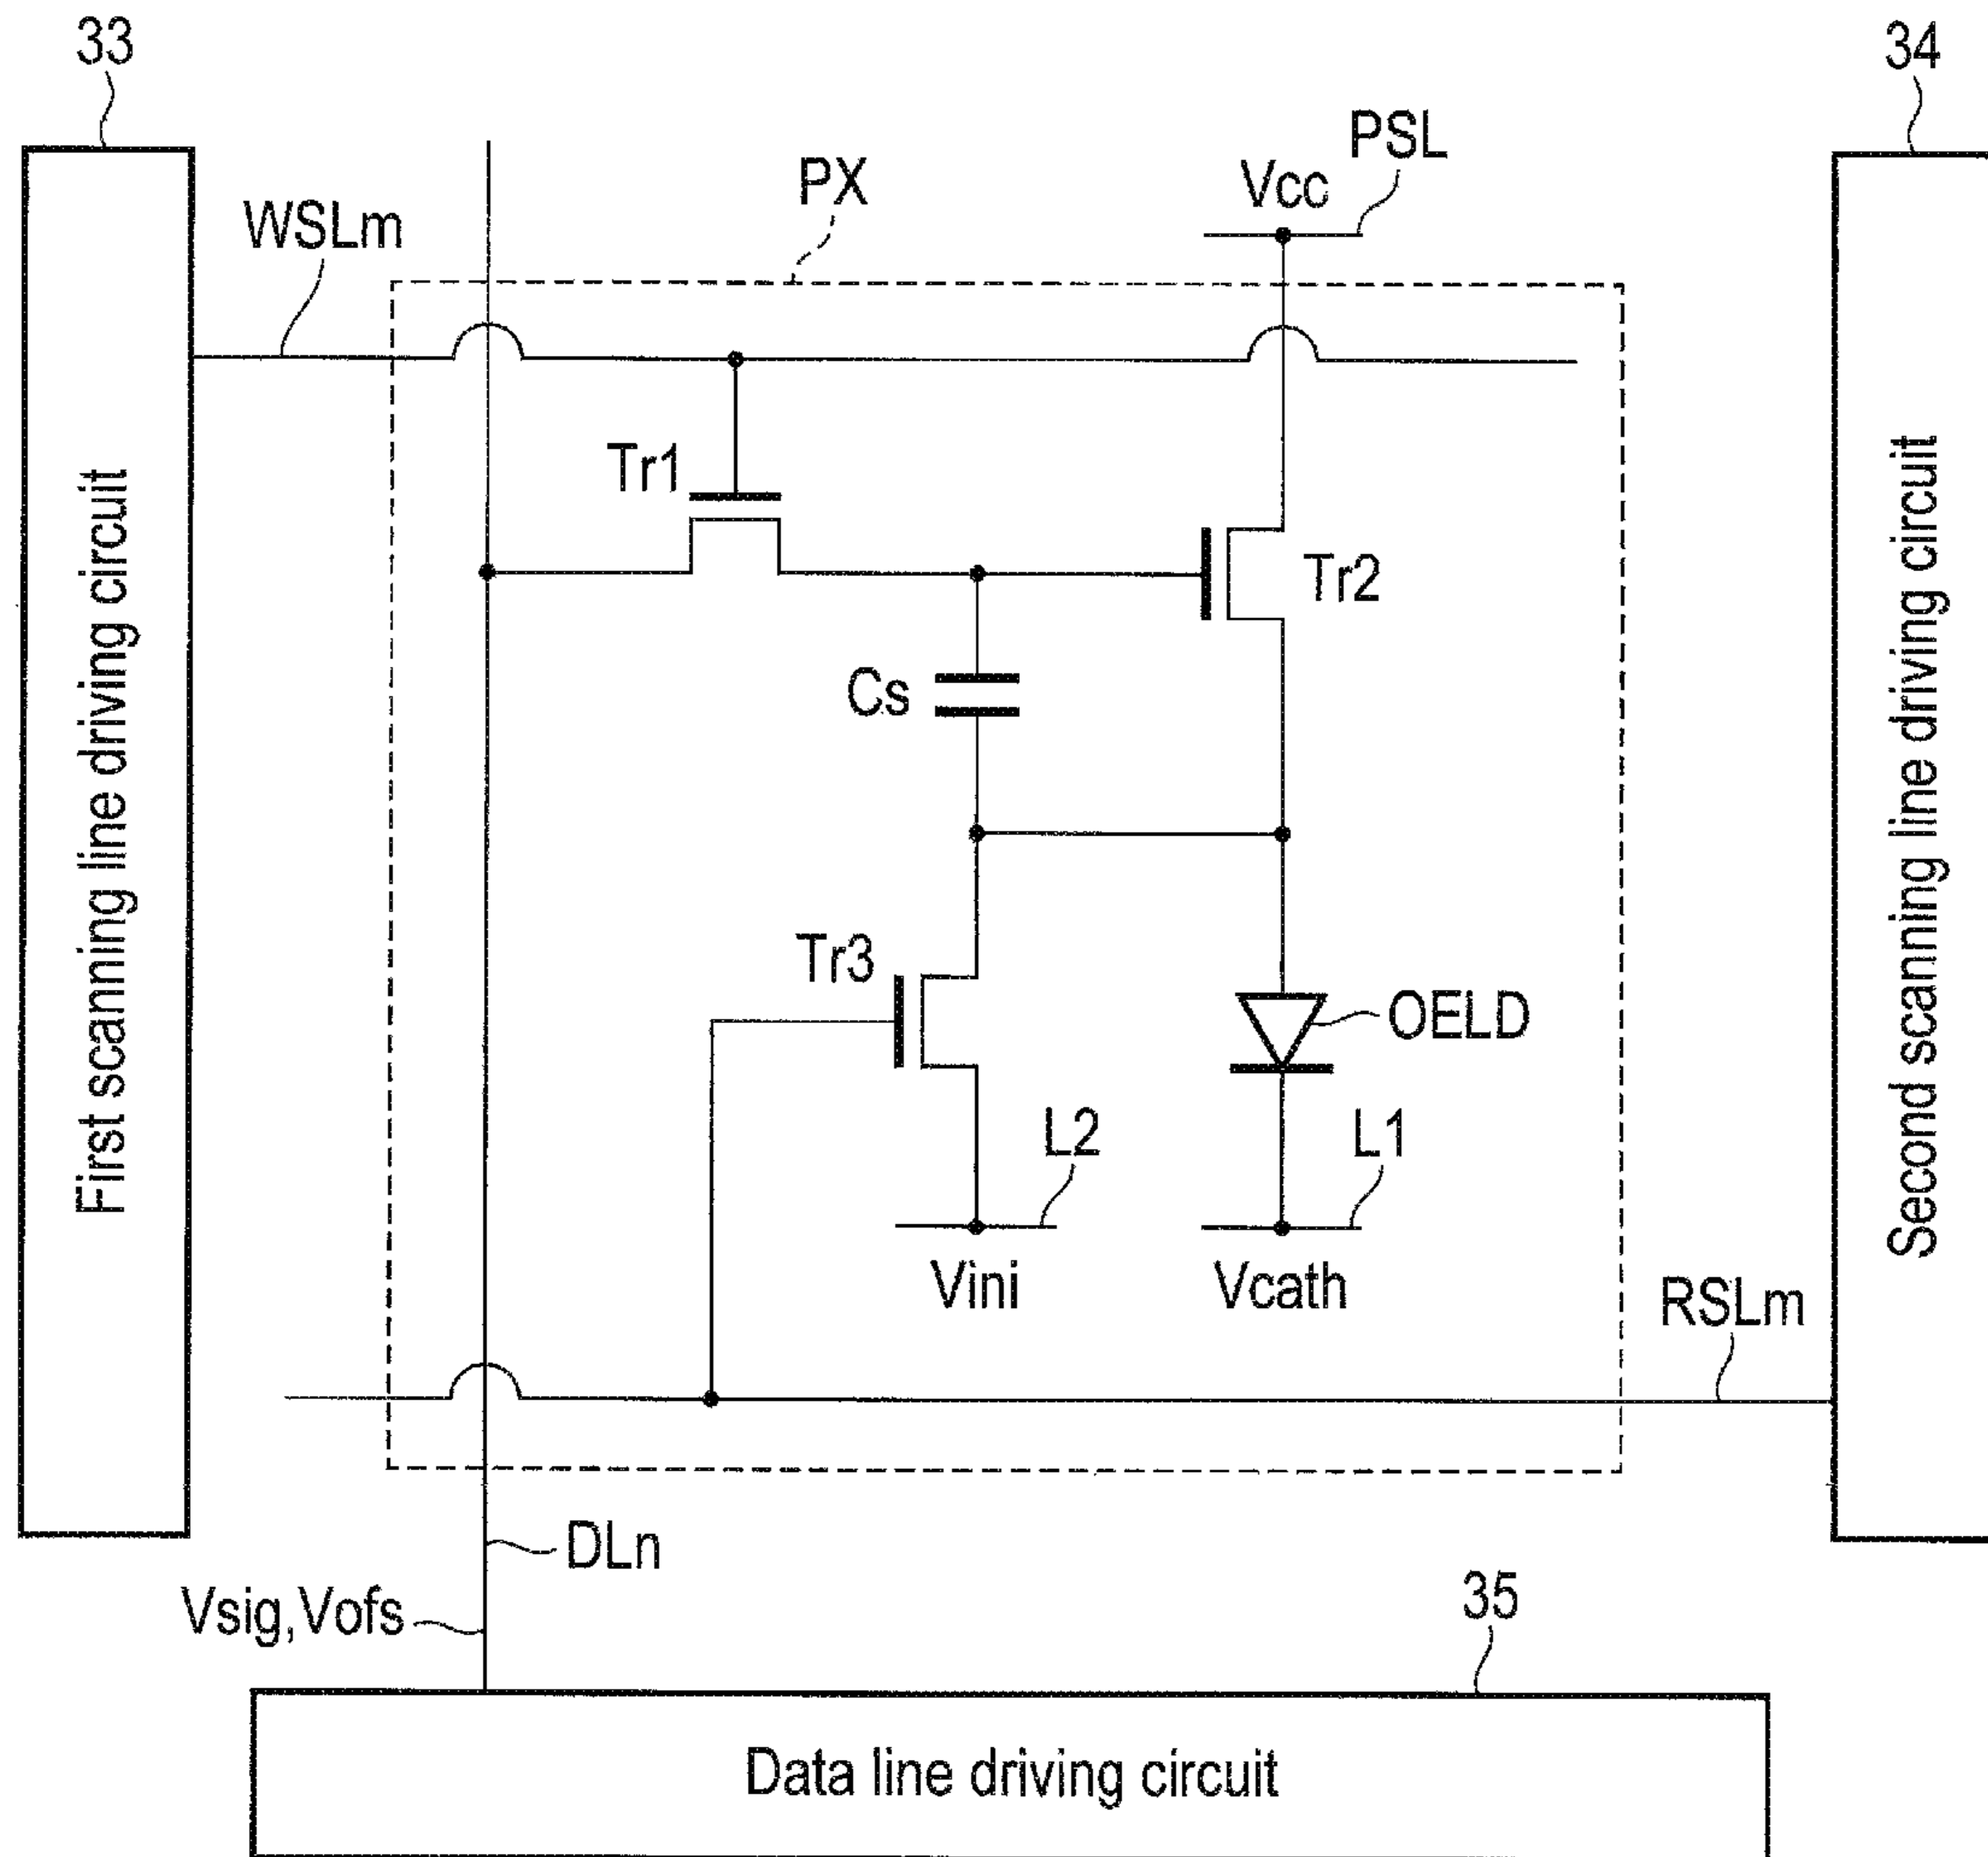 33
34
PSL
Vcc
PX
WSLm
Tr1
Tr2
Cs
First scanning line driving circuit
Second scanning line driving circuit
Tr3
OELD
L2
L1
Vini
Vcath
RSLm
DLn
Vsig,Vofs
35
Data line driving circuit